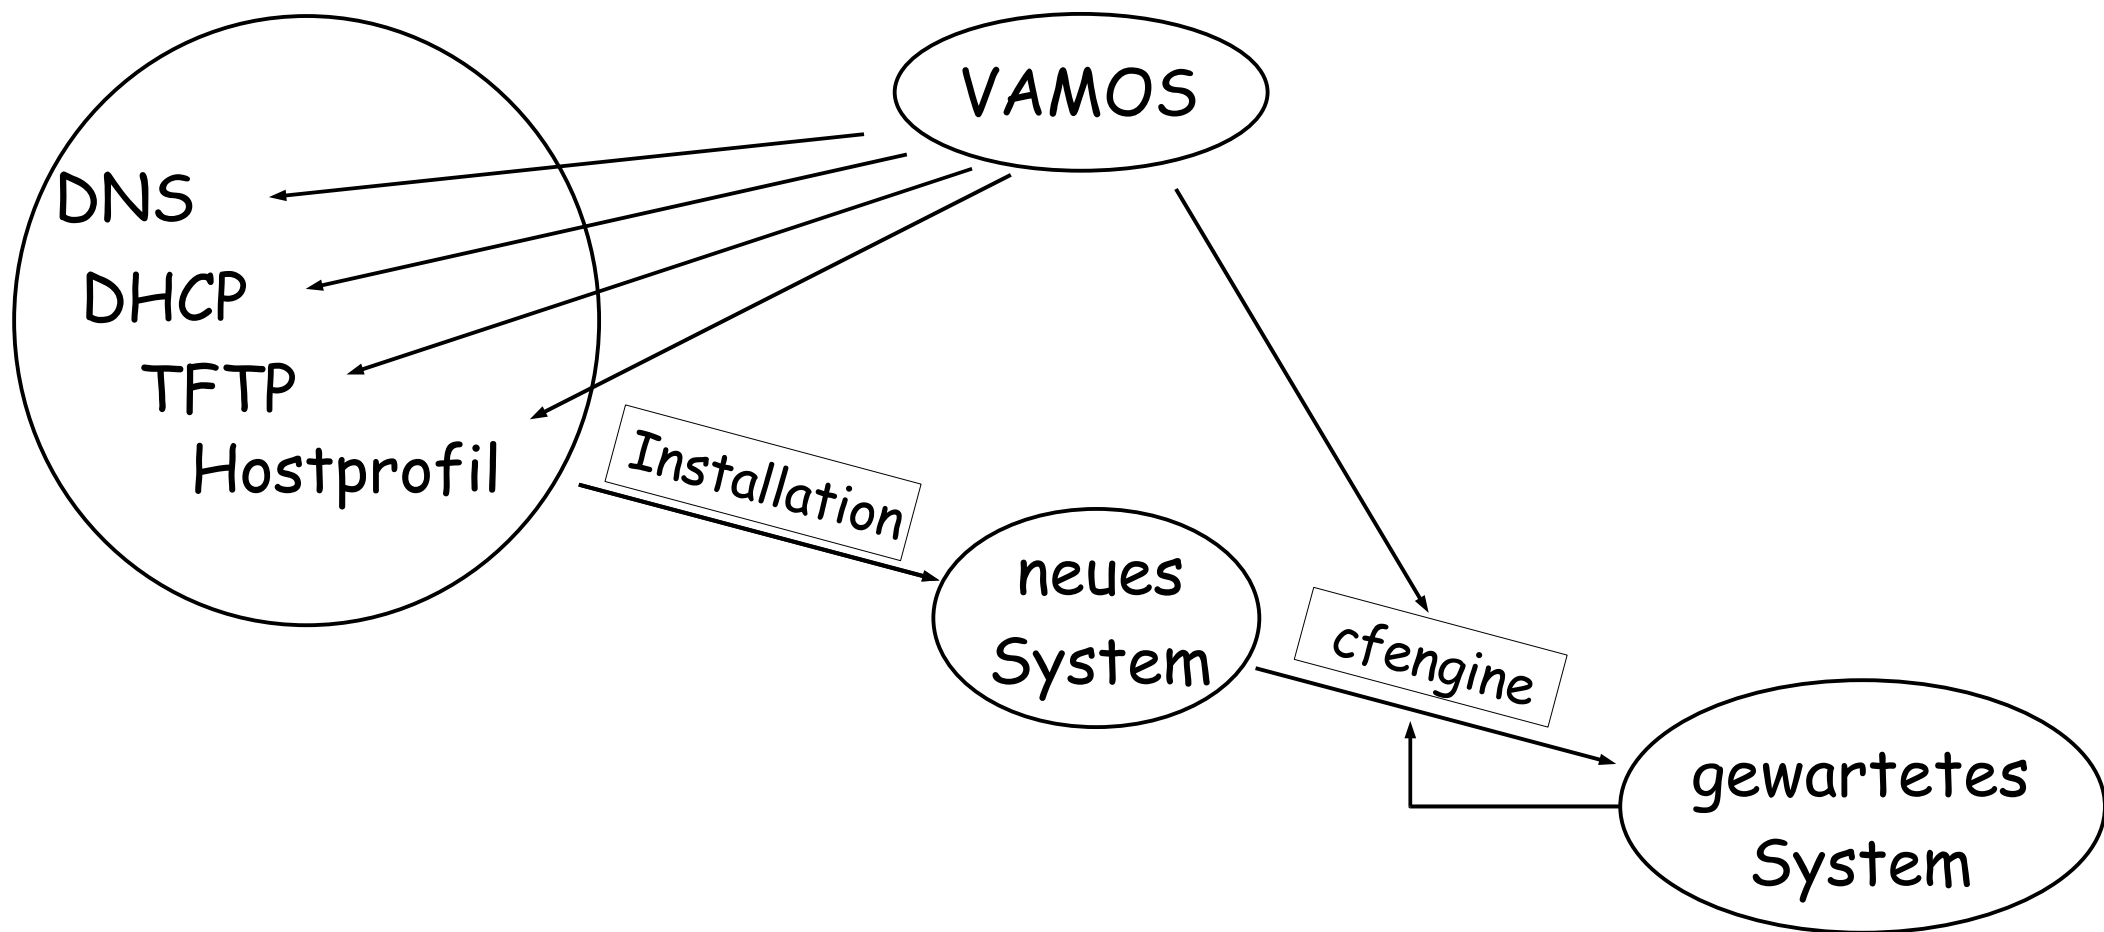 VAMOS
DNS
DHCP
TFTP
Hostprofil
Installation
neues
System
cfengine
gewartetes
System